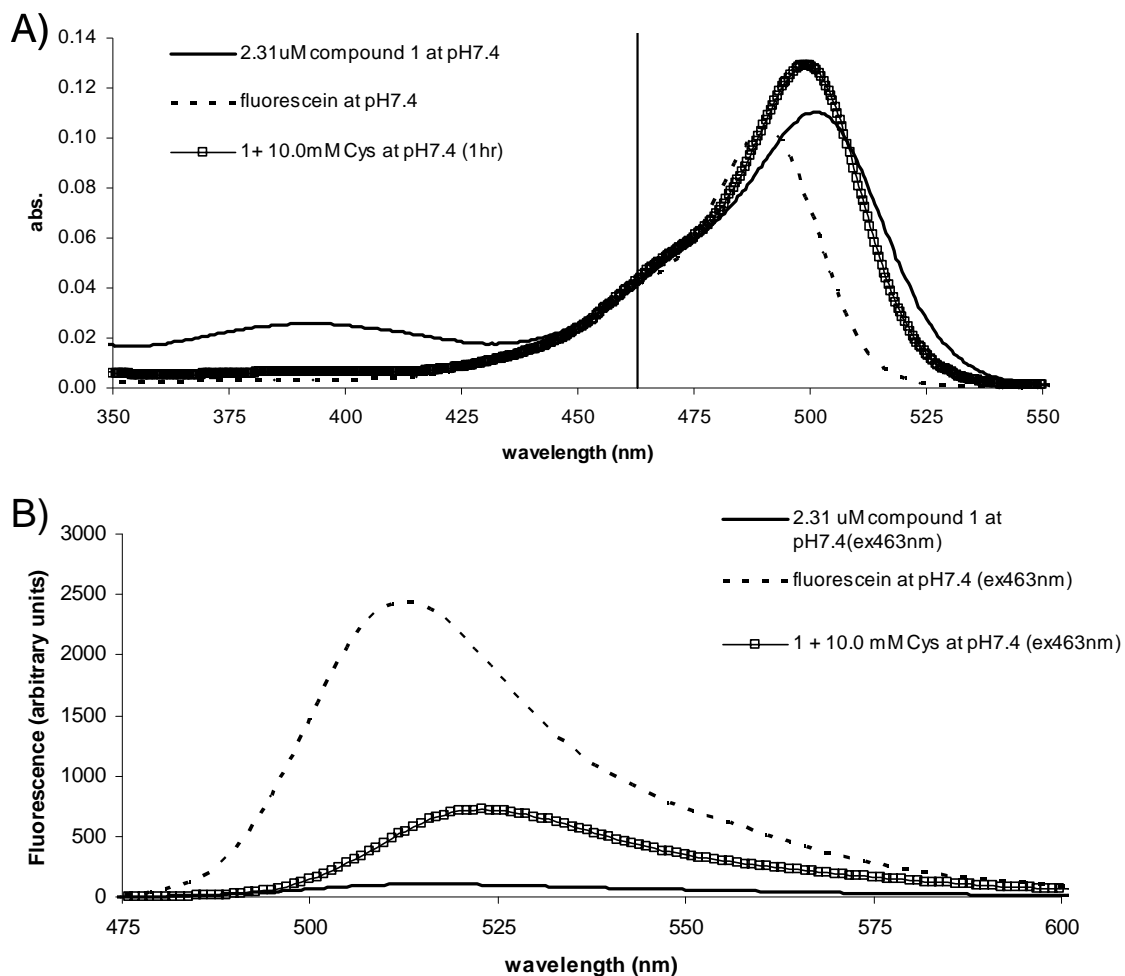 A)
0.14
0.12
0.10
0.08
0.06
0.04
0.02
0.00
abs.
2.31uM compound 1 at pH7.4
fluorescein at pH7.4
1+ 10.0mM Cys at pH7.4 (1hr)
350 375 400 425 450 475 500 525 550
wavelength (nm)
B)
3000
2500
2000
1500
1000
500
0
Fluorescence (arbitrary units)
2.31 uM compound 1 at
pH7.4(ex463nm)
fluorescein at pH7.4 (ex463nm)
1 + 10.0 mM Cys at pH7.4 (ex463nm)
475 500 525 550 575 600
wavelength (nm)